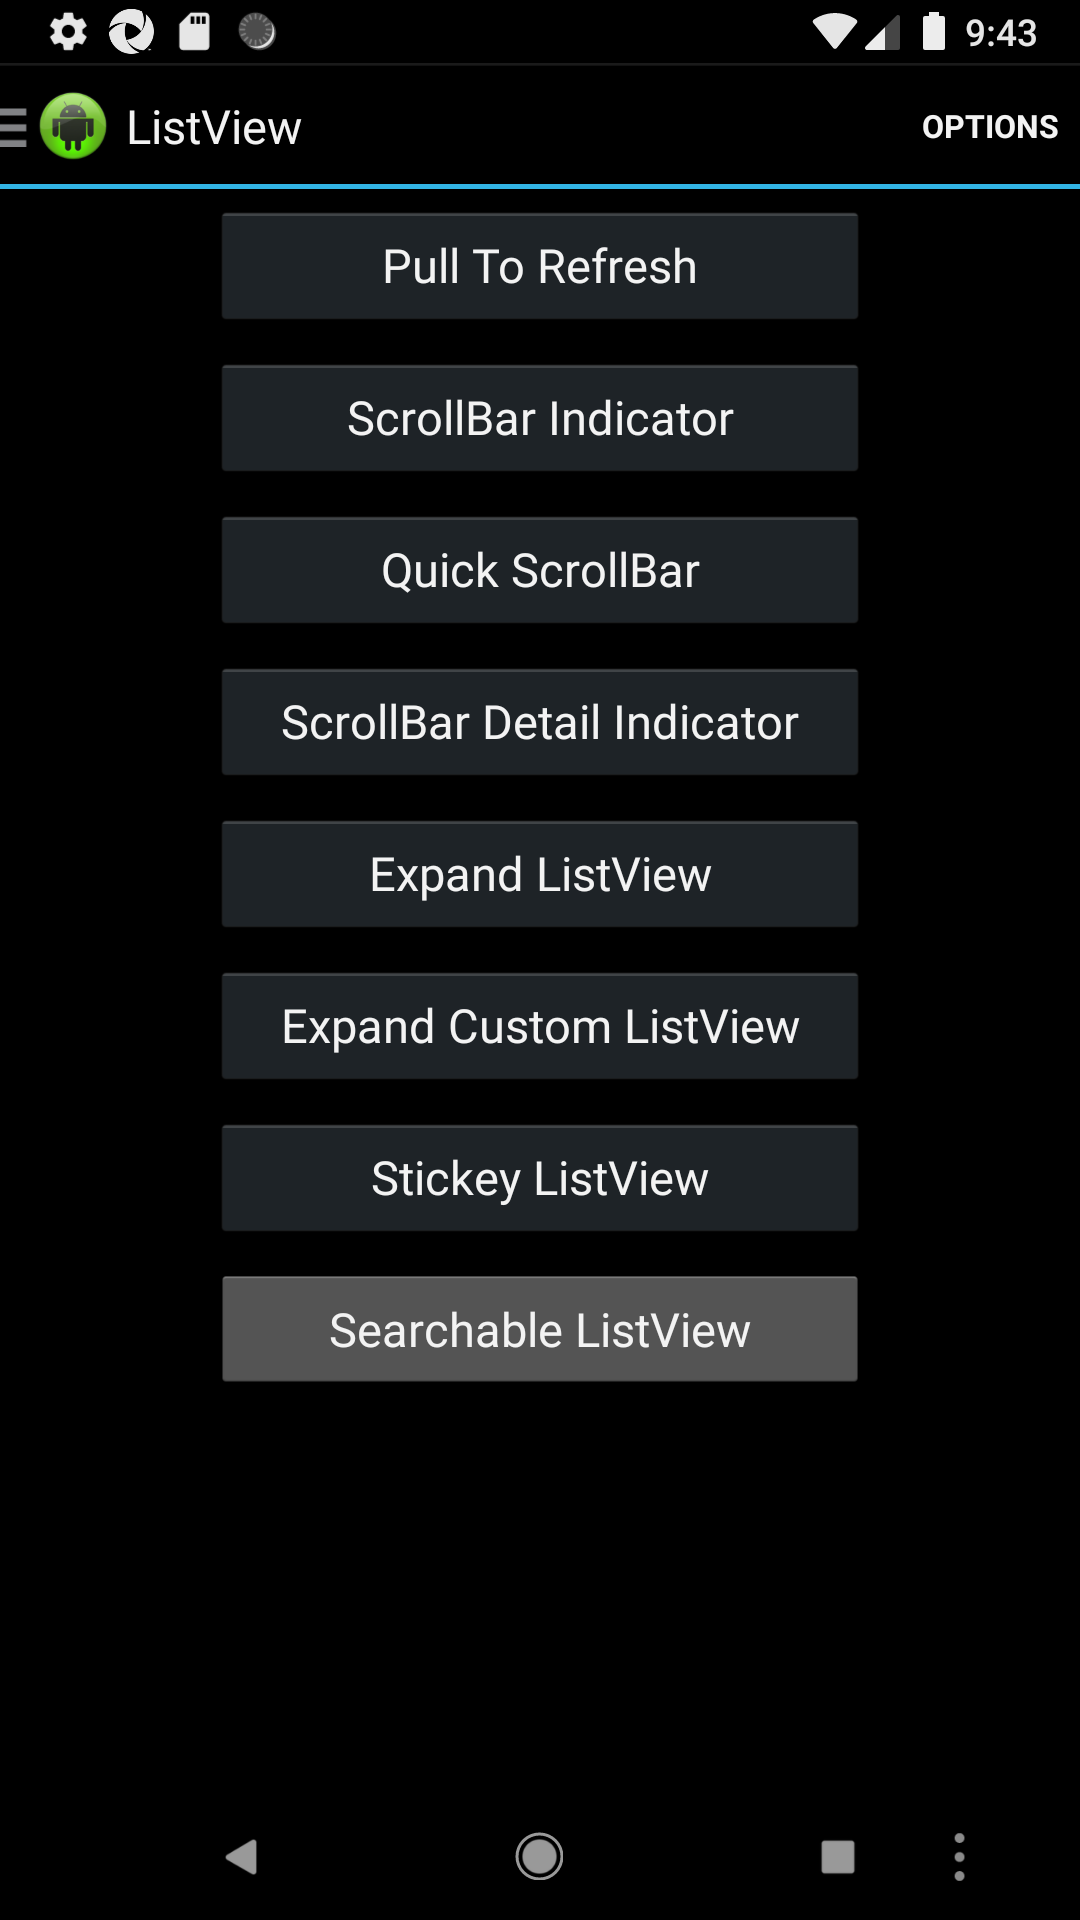 9:43
ListView
OPTIONS
Pull To Refresh
ScrollBar Indicator
Quick ScrollBar
ScrollBar Detail Indicator
Expand ListView
Expand Custom ListView
Stickey ListView
Searchable ListView